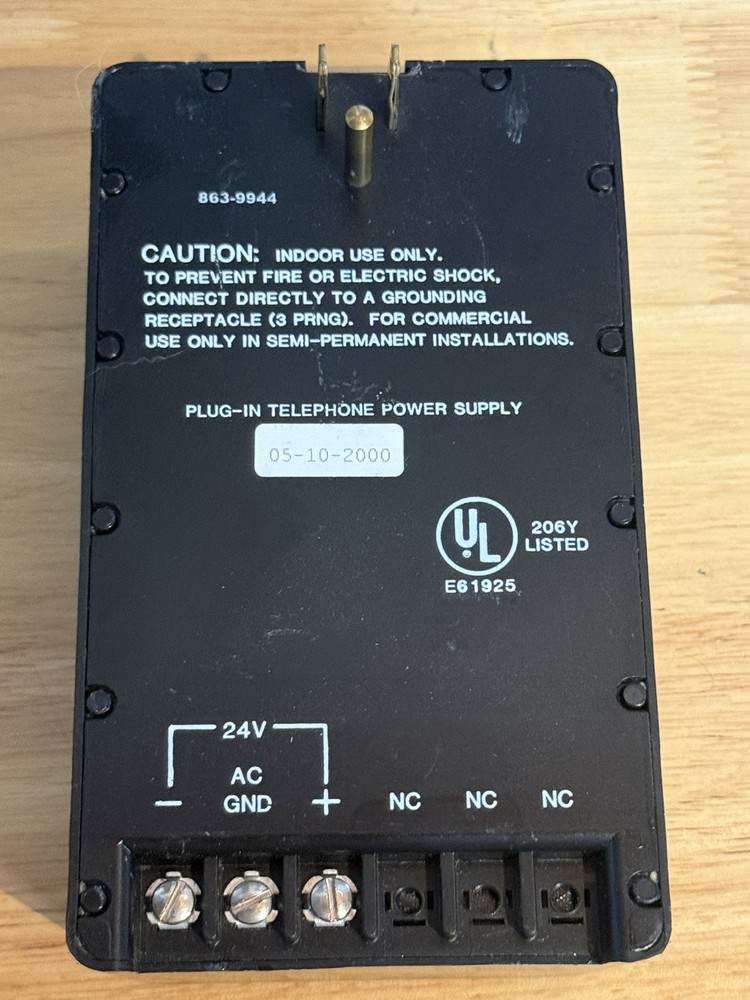 863-9944
CAUTION: INDOOR USE ONLY.
TO PREVENT FIRE OR ELECTRIC SHOCK,
CONNECT DIRECTLY TO A GROUNDING
RECEPTACLE (3 PRNG). FOR COMMERCIAL
USE ONLY IN SEMI-PERMANENT INSTALLATIONS.
PLUG-IN TELEPHONE POWER SUPPLY
05-10-2000
UL
206Y
LISTED
E61925
24V
AC
− GND + NC NC NC